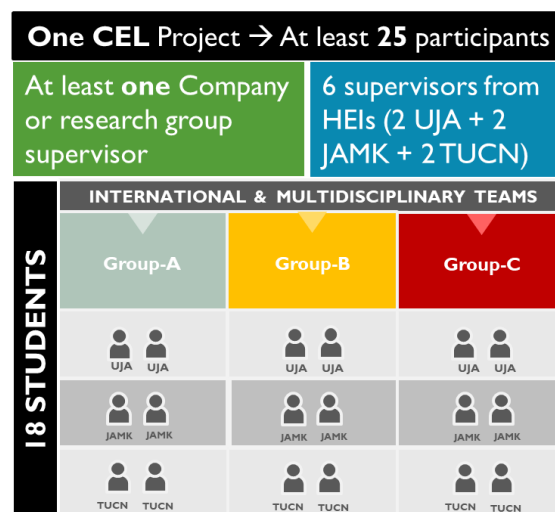 One CEL Project → At least 25 participants
At least one Company
or research group
supervisor
6 supervisors from
HEIs (2 UJA + 2
JAMK + 2 TUCN)
INTERNATIONAL & MULTIDISCIPLINARY TEAMS
18 STUDENTS
Group-A
Group-B
Group-C
UJA UJA
UJA UJA
UJA UJA
JAMK JAMK
JAMK JAMK
JAMK JAMK
TUCN TUCN
TUCN TUCN
TUCN TUCN